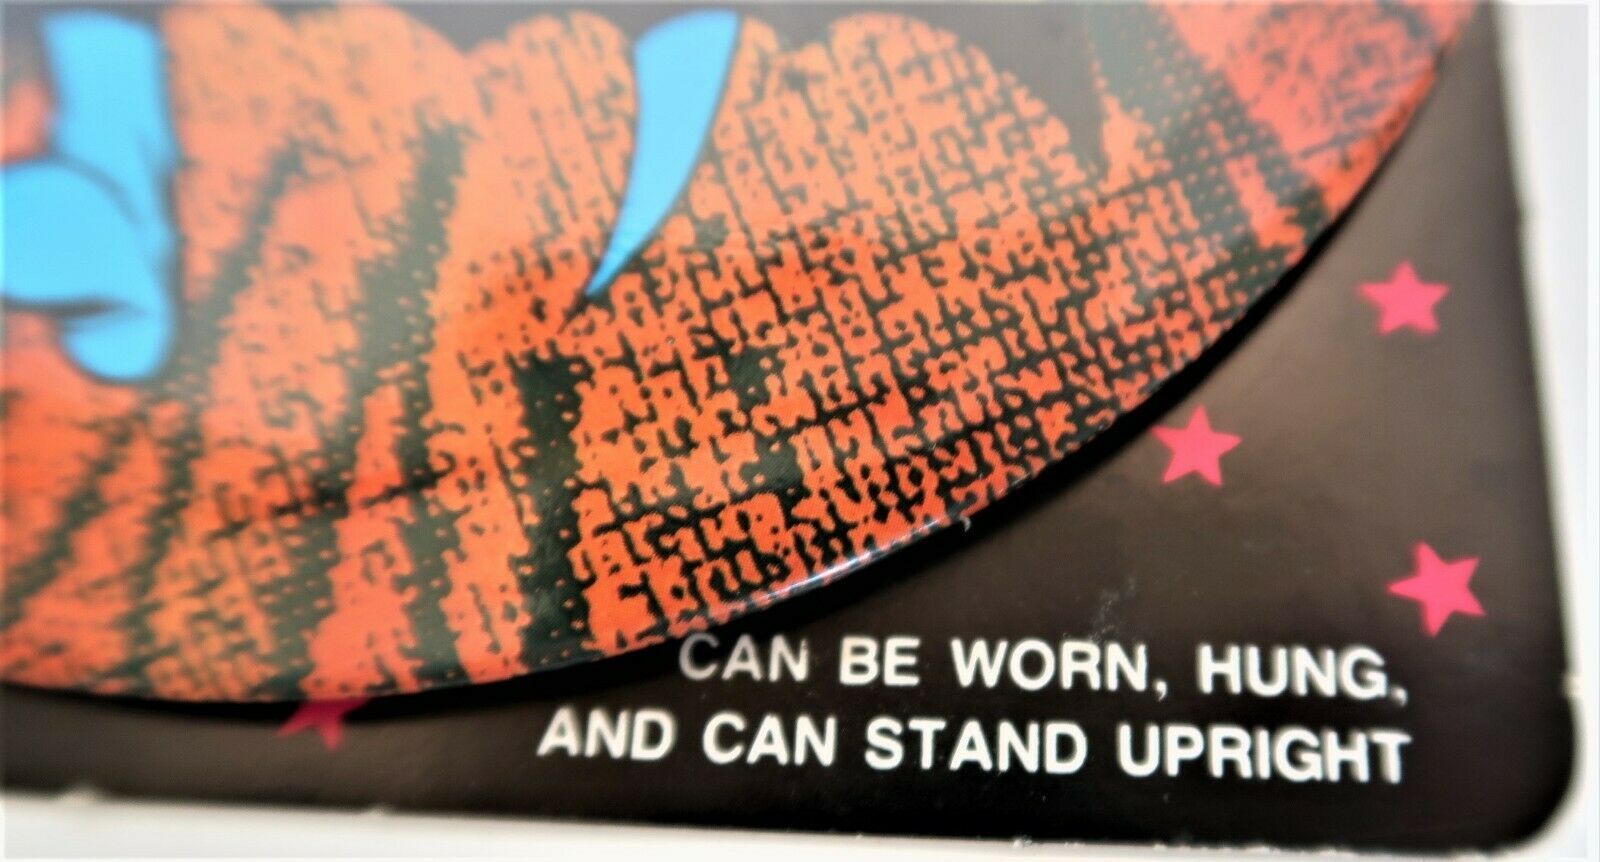 CAN BE WORN, HUNG,
AND CAN STAND UPRIGHT